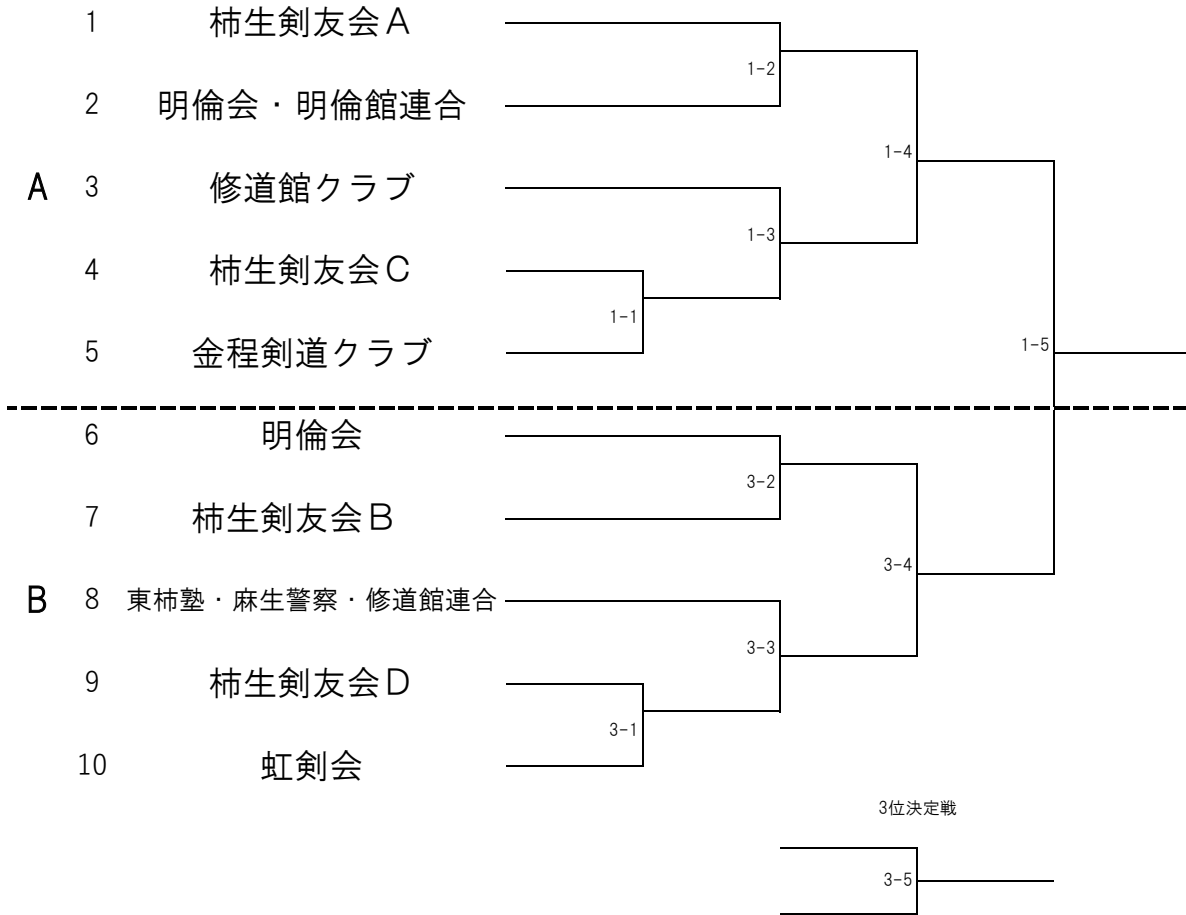 1 柿生剣友会A
1-2
2 明倫会・明倫館連合
1-4
A 3 修道館クラブ
1-3
4 柿生剣友会C
1-1
1-5
5 金程剣道クラブ
6 明倫会
3-2
7 柿生剣友会B
3-4
B 8 東柿塾・麻生警察・修道館連合
3-3
9 柿生剣友会D
3-1
10 虹剣会
3位決定戦
3-5